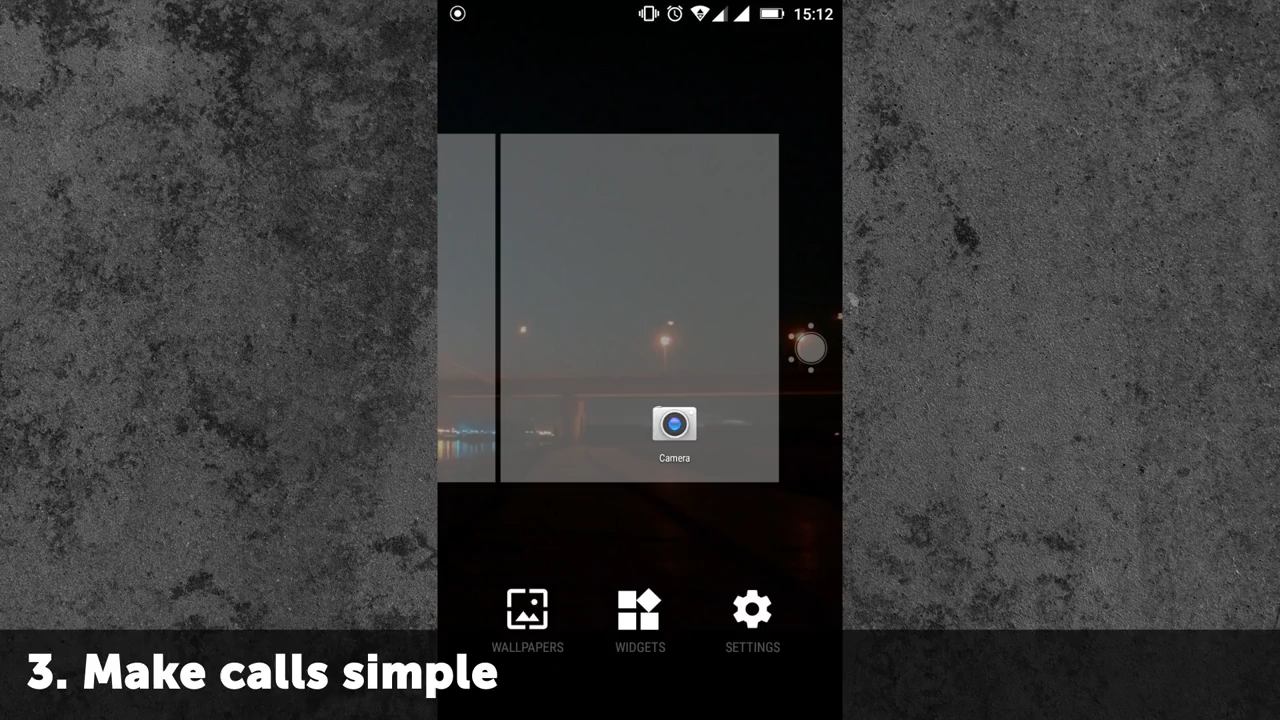 15:12
Camera
WALLPAPERS
WIDGETS
SETTINGS
3. Make calls simple